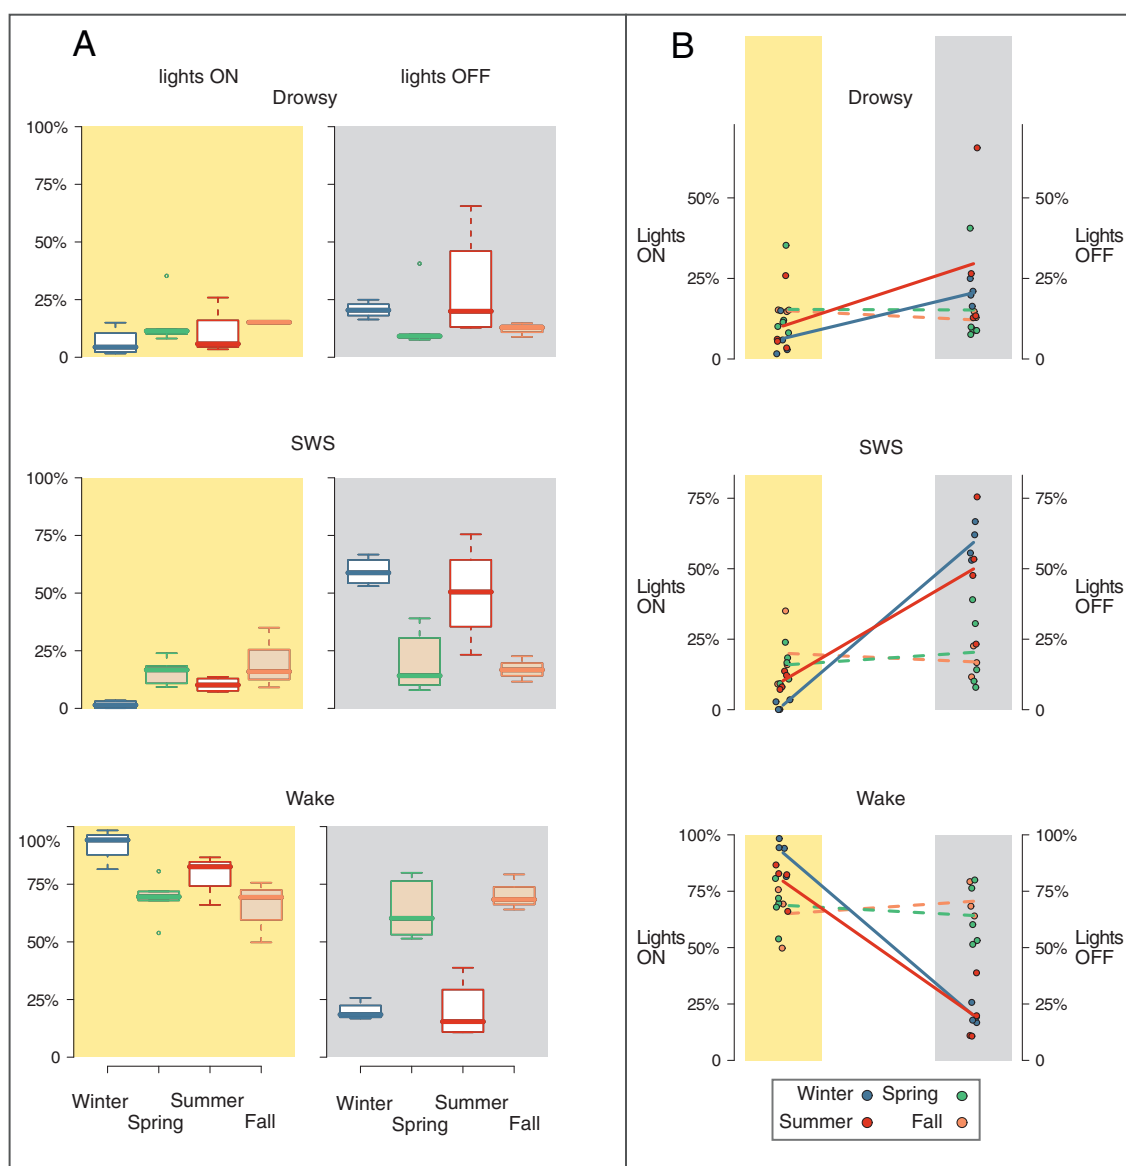 A
lights ON
lights OFF
Drowsy
100%
75%
50%
25%
0
SWS
100%
75%
50%
25%
0
Wake
100%
75%
50%
25%
0
Winter
Spring
Summer
Fall
Winter
Spring
Summer
Fall
B
Drowsy
50%
25%
0
Lights
ON
50%
25%
0
Lights
OFF
SWS
75%
50%
25%
0
Lights
ON
75%
50%
25%
0
Lights
OFF
Wake
100%
75%
50%
25%
0
Lights
ON
100%
75%
50%
25%
0
Lights
OFF
Winter Spring
Summer Fall